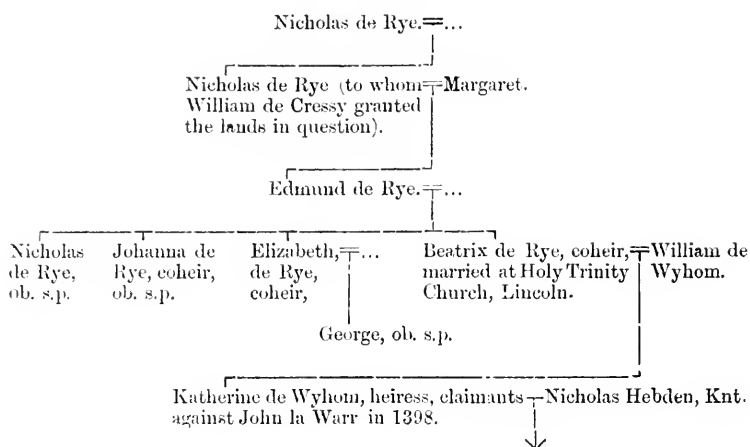 Nicholas de Rye.=...
Nicholas de Rye (to whom=Margaret.
William de Cressy granted
the lands in question).
Edmund de Rye.=...
Nicholas
de Rye,
ob. s.p.
Johanna de
Rye, coheir,
ob. s.p.
Elizabeth,=...
de Rye,
coheir,
Beatrix de Rye, coheir,=William de
married at Holy Trinity Wyhom.
Church, Lincoln.
George, ob. s.p.
Katherine de Wyhom, heiress, claimants=Nicholas Hebden, Knt.
against John la Warr in 1398.